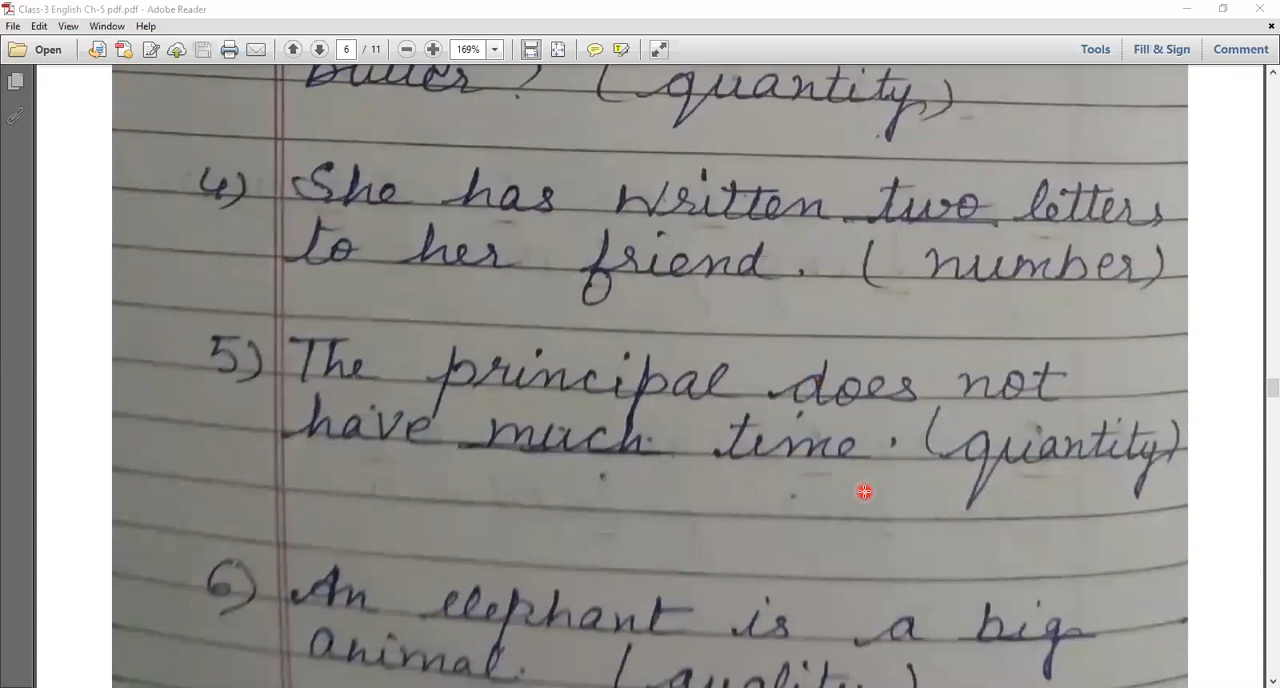 Class-3 English Ch-5 pdf.pdf - Adobe Reader
File Edit View Window Help
Open 6 / 11 169% Tools Fill & Sign Comment
butter? (quantity)
4) She has written two letters
to her friend. (number)
5) The principal does not
have much time. (quantity)
6) An elephant is a big
animal. (quality)